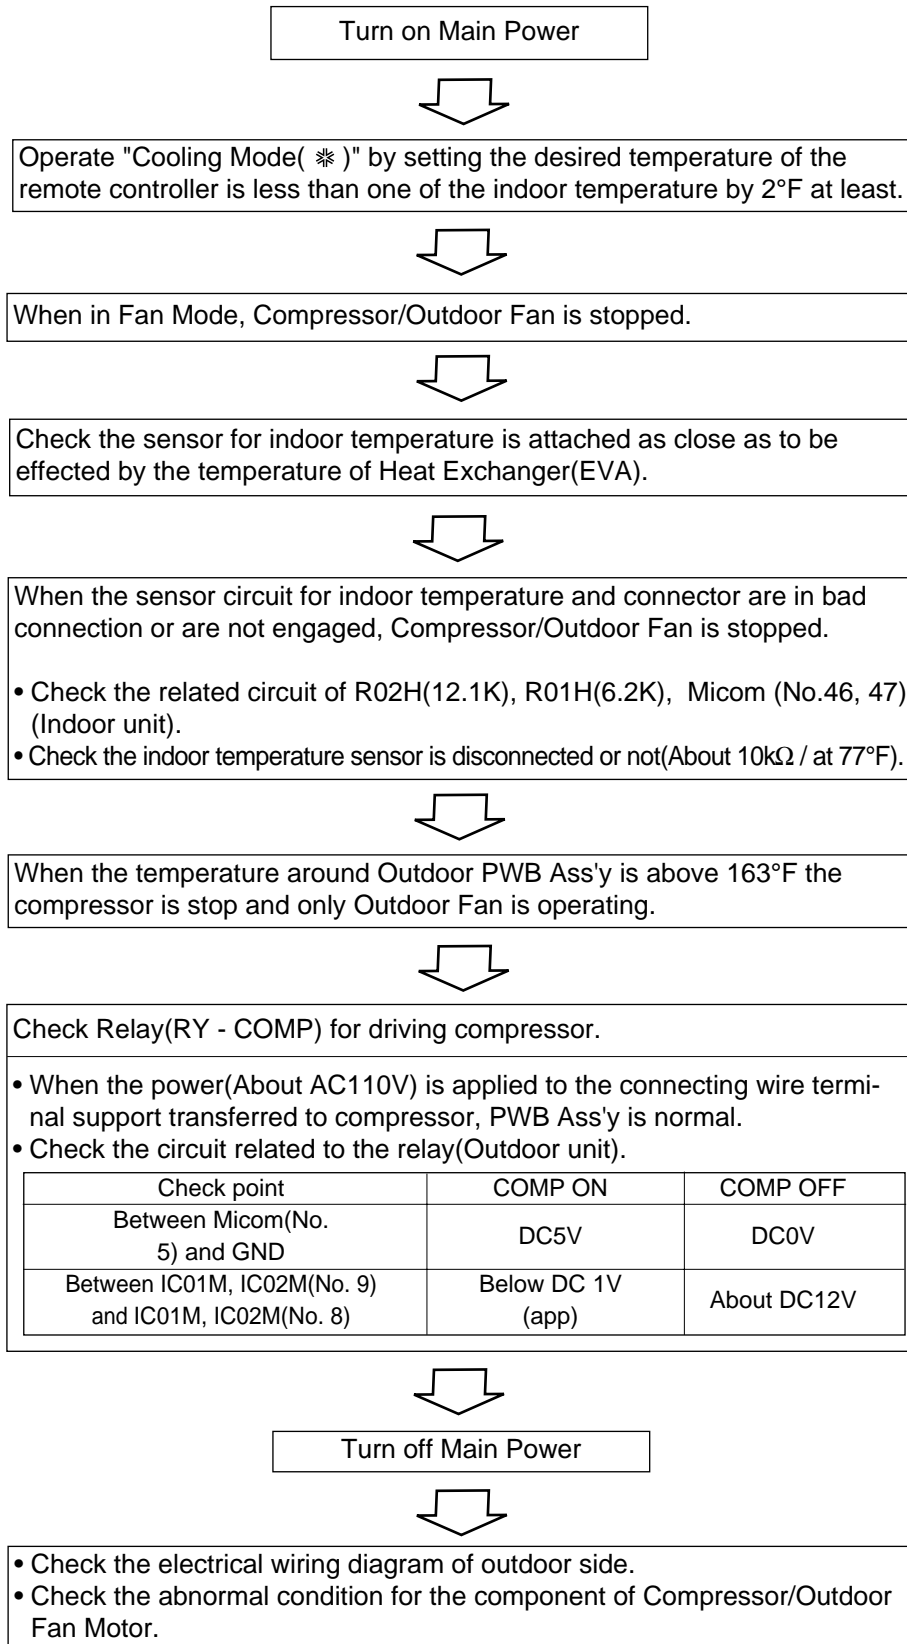 Turn on Main Power
Operate "Cooling Mode( ❋ )" by setting the desired temperature of the
remote controller is less than one of the indoor temperature by 2°F at least.
When in Fan Mode, Compressor/Outdoor Fan is stopped.
Check the sensor for indoor temperature is attached as close as to be
effected by the temperature of Heat Exchanger(EVA).
When the sensor circuit for indoor temperature and connector are in bad
connection or are not engaged, Compressor/Outdoor Fan is stopped.
• Check the related circuit of R02H(12.1K), R01H(6.2K), Micom (No.46, 47)
(Indoor unit).
• Check the indoor temperature sensor is disconnected or not(About 10kΩ / at 77°F).
When the temperature around Outdoor PWB Ass'y is above 163°F the
compressor is stop and only Outdoor Fan is operating.
Check Relay(RY - COMP) for driving compressor.
• When the power(About AC110V) is applied to the connecting wire termi-
nal support transferred to compressor, PWB Ass'y is normal.
• Check the circuit related to the relay(Outdoor unit).
Check point COMP ON COMP OFF
Between Micom(No.
5) and GND DC5V DC0V
Between IC01M, IC02M(No. 9)
and IC01M, IC02M(No. 8) Below DC 1V
(app) About DC12V
Turn off Main Power
• Check the electrical wiring diagram of outdoor side.
• Check the abnormal condition for the component of Compressor/Outdoor
Fan Motor.